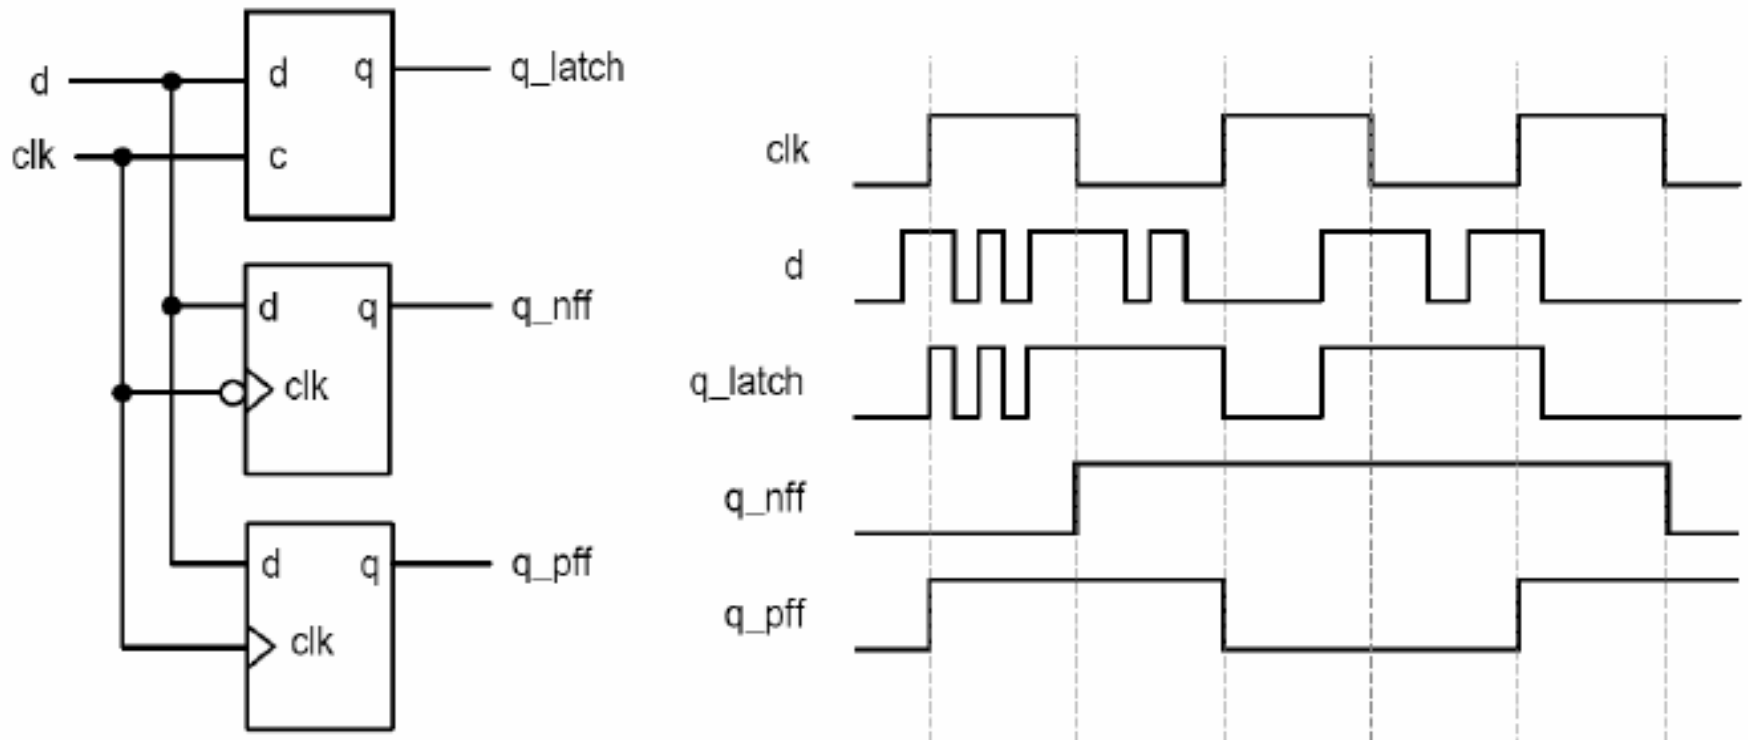 d
clk
d
q
c
q_latch
d
q
clk
q_nff
d
q
clk
q_pff
clk
d
q_latch
q_nff
q_pff